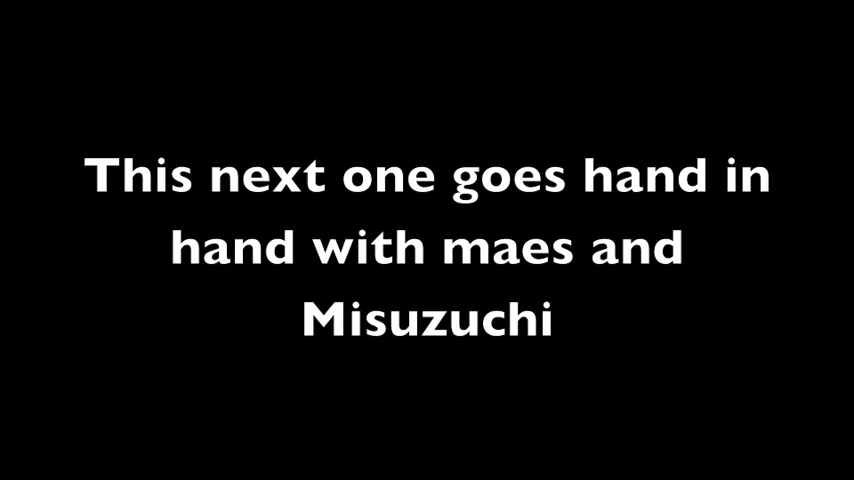 This next one goes hand in
hand with maes and
Misuzuchi